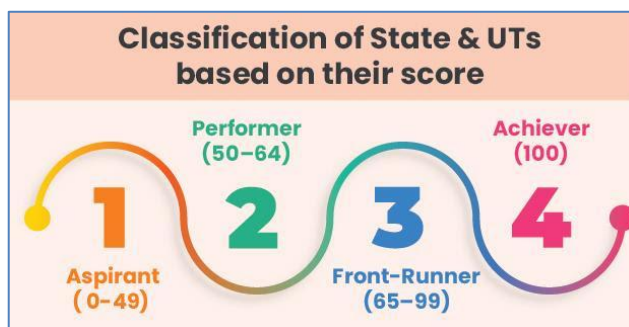 Classification of State & UTs
based on their score
1
Aspirant
( 0-49)
Performer
(50–64)
2
3
Front-Runner
(65–99)
Achiever
(100)
4